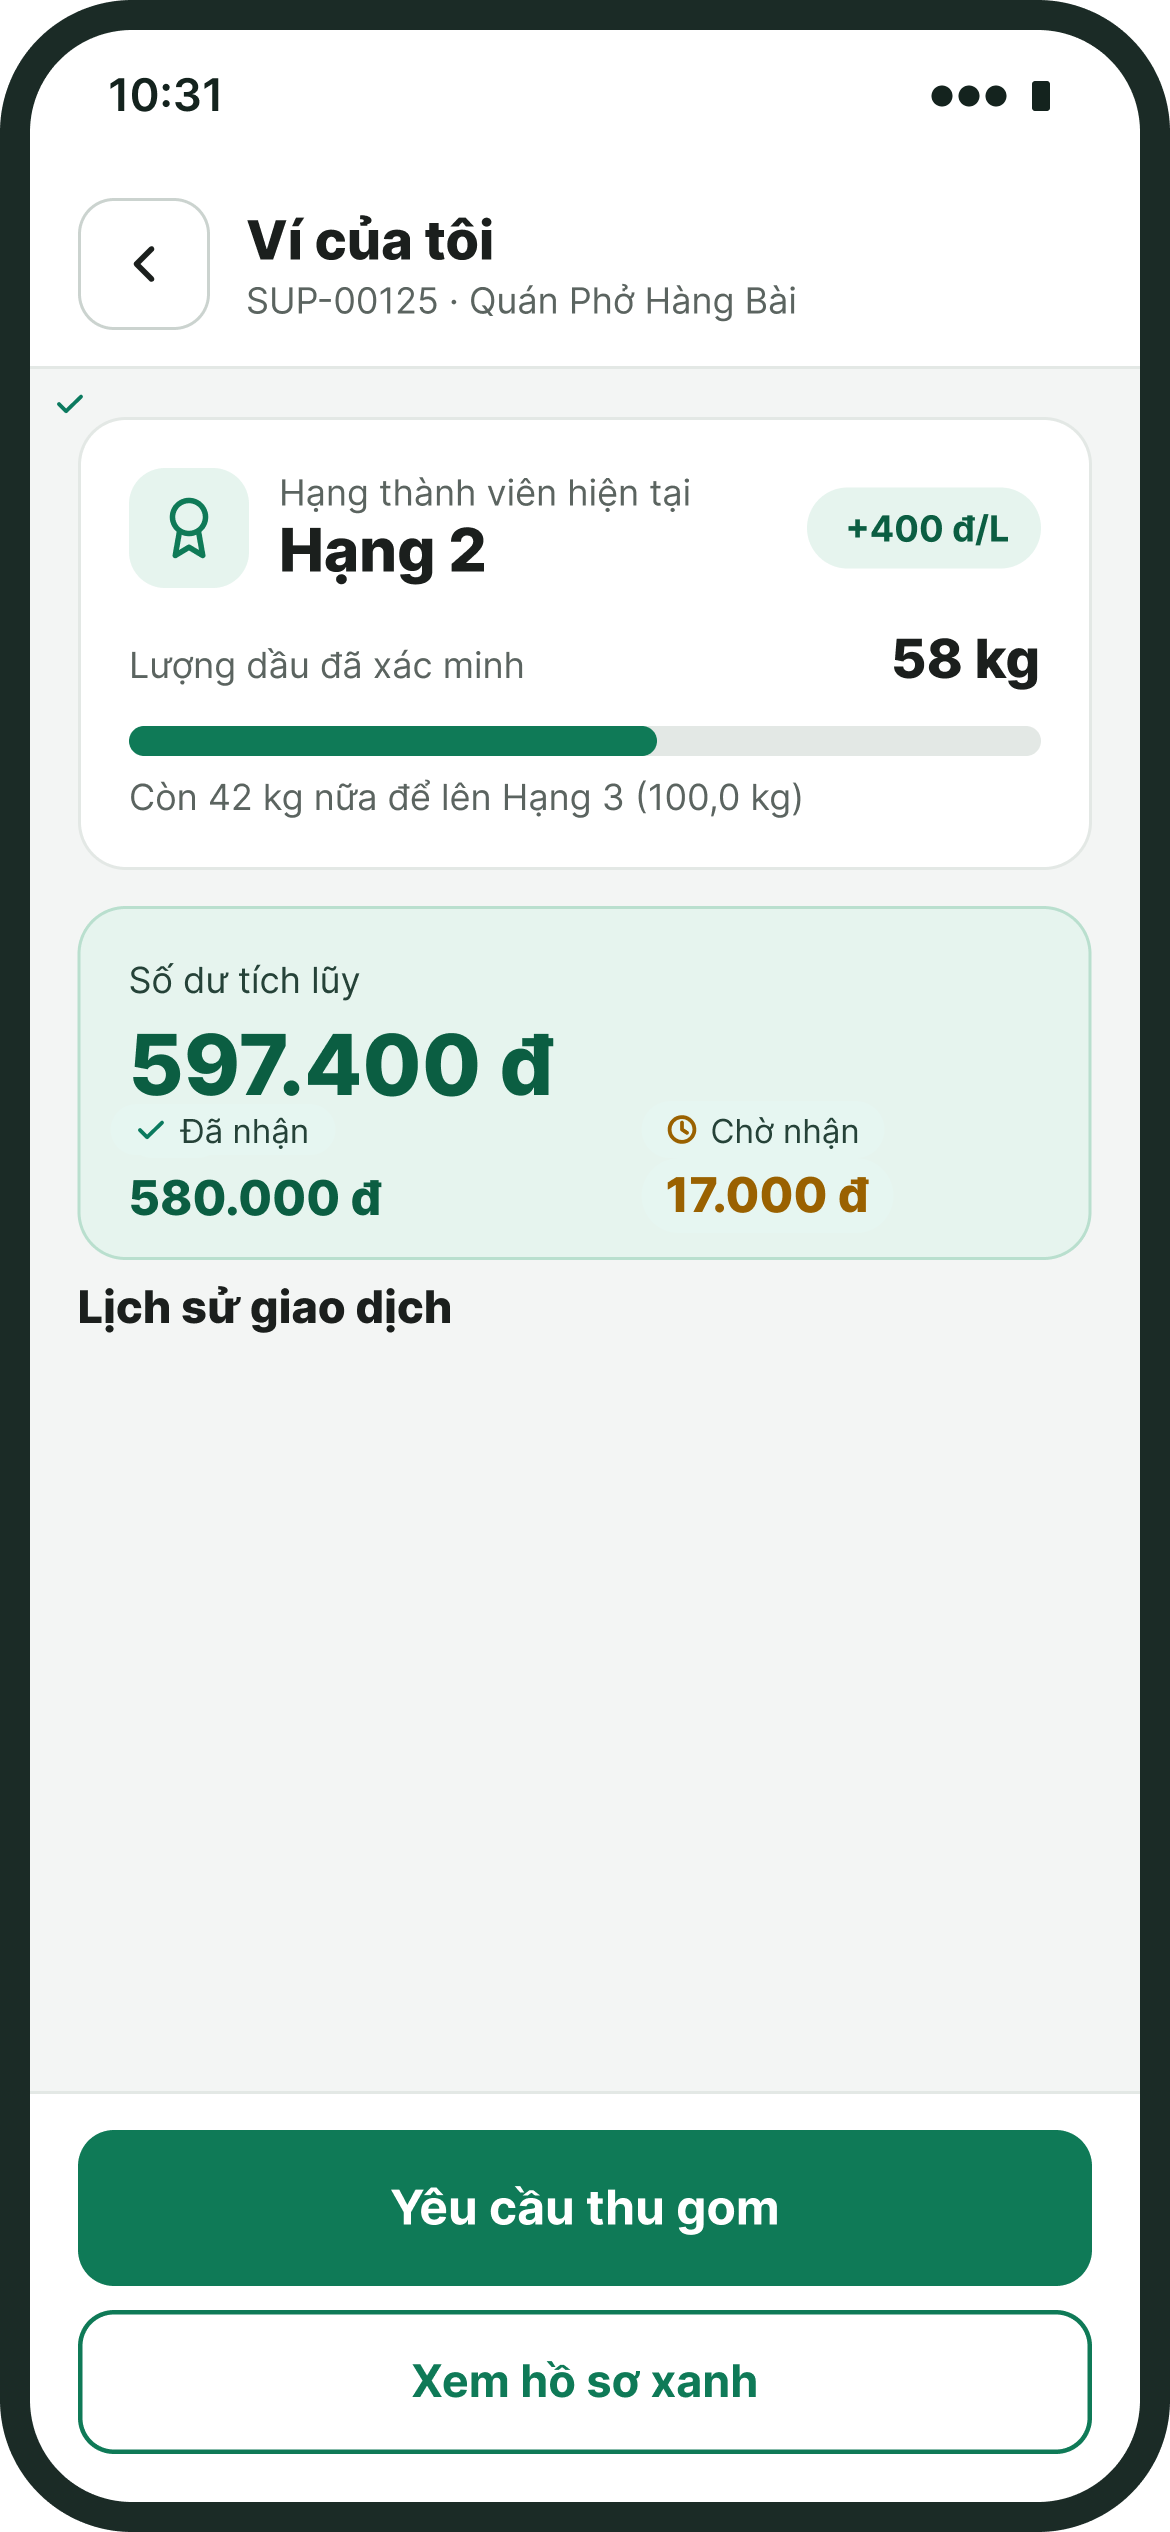 10:31
Ví của tôi
SUP-00125 · Quán Phở Hàng Bài
Hạng thành viên hiện tại
Hạng 2
+400 đ/L
Lượng dầu đã xác minh
58 kg
Còn 42 kg nữa để lên Hạng 3 (100,0 kg)
Số dư tích lũy
597.400 đ
Đã nhận
Chờ nhận
580.000 đ
17.000 đ
Lịch sử giao dịch
Yêu cầu thu gom
Xem hồ sơ xanh